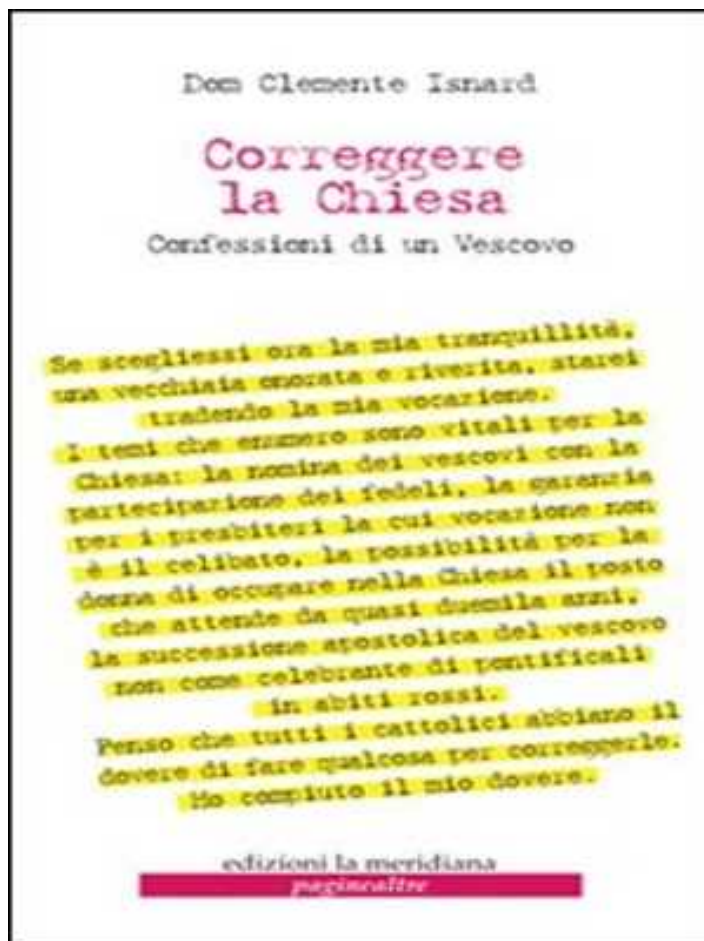 Dom Clemente Isnard
Correggere
la Chiesa
Confessioni di un Vescovo
Se scegliessi ora la mia tranquillità,
una vecchiaia onorata e riverita, starei
tradendo la mia vocazione.
I temi che enumero sono vitali per la
Chiesa: la nomina dei vescovi con la
partecipazione dei fedeli, la garanzia
per i presbiteri la cui vocazione non
è il celibato, la possibilità per la
donna di occupare nella Chiesa il posto
che attende da quasi duemila anni,
la successione apostolica del vescovo
non come celebrante di pontificali
in abiti rossi.
Penso che tutti i cattolici abbiano il
dovere di fare qualcosa per correggerle.
Ho compiuto il mio dovere.
edizioni la meridiana
paginealtre